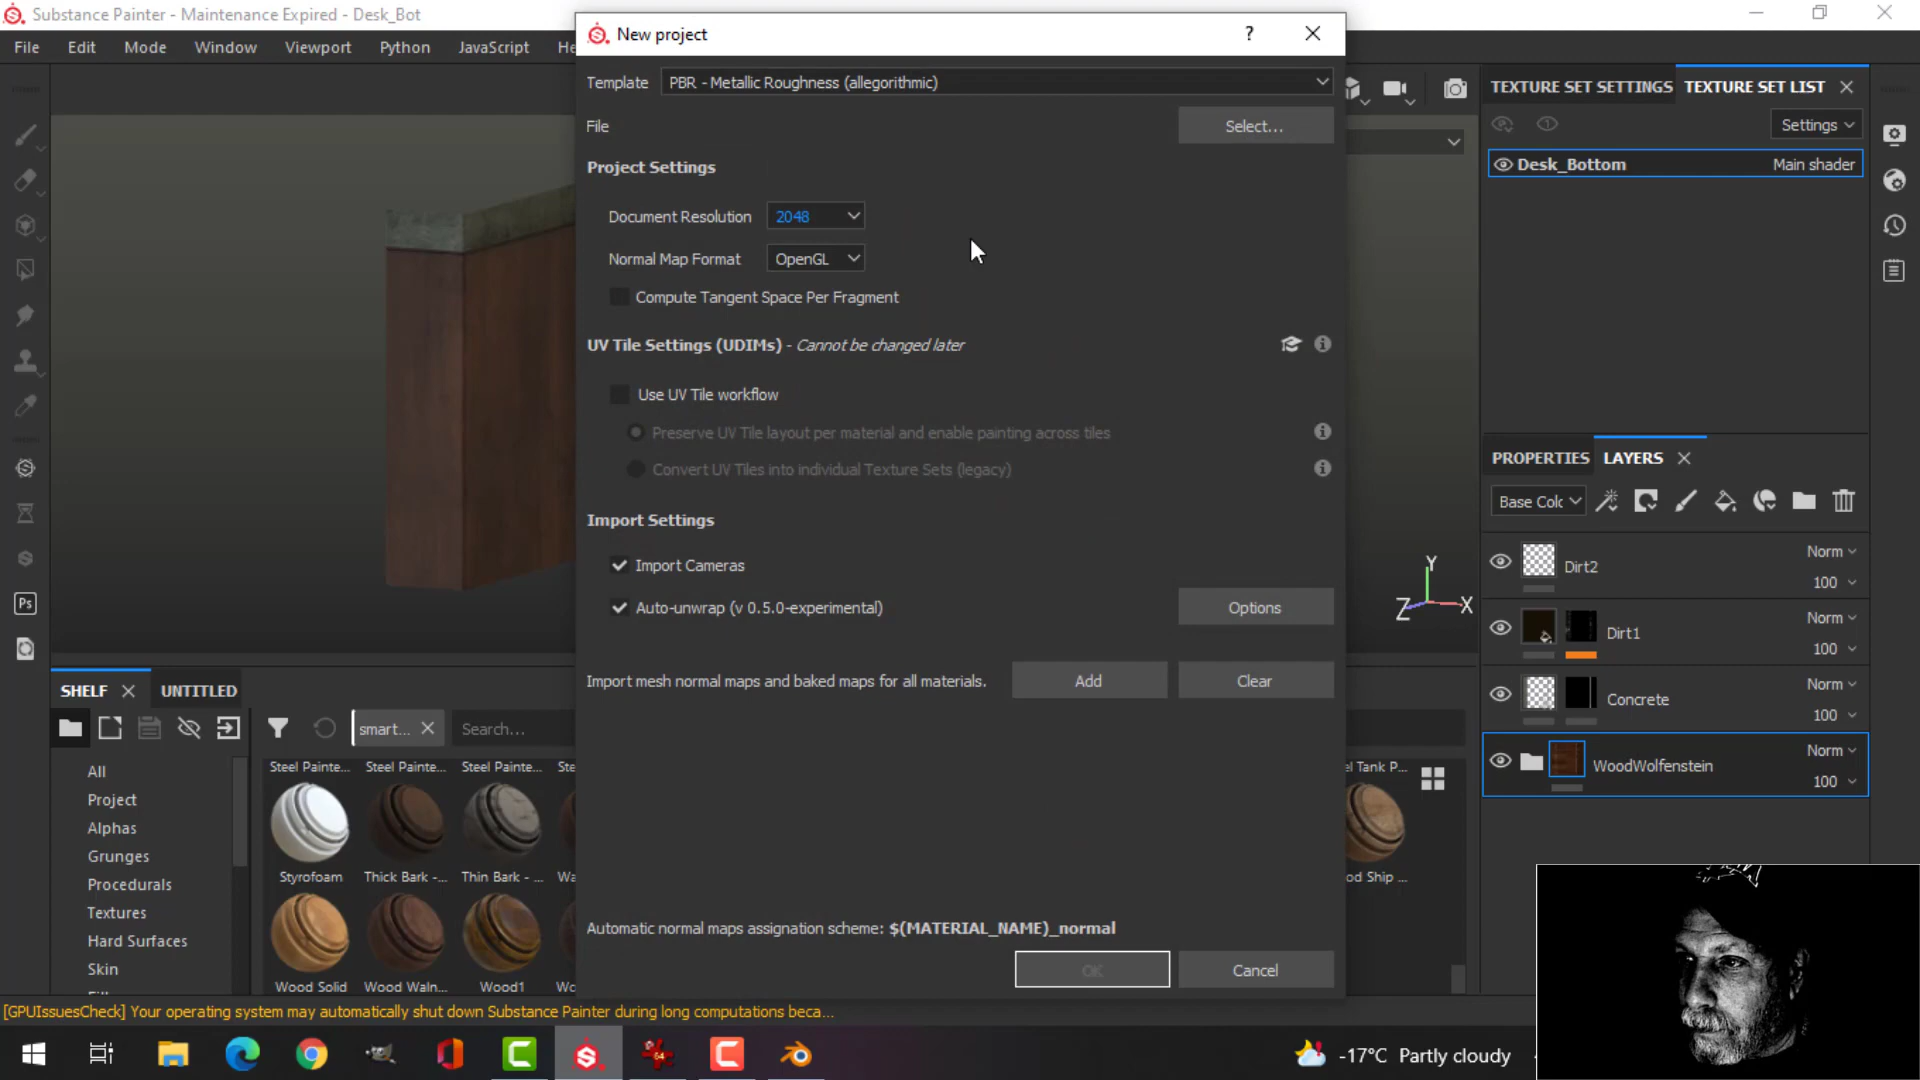 Substance Painter - Maintenance Expired - Desk_Bot
File Edit Mode Window Viewport Python JavaScript He
New project
?
Template PBR - Metallic Roughness (allegorithmic)
File Select...
Project Settings
Document Resolution 2048
Normal Map Format OpenGL
Compute Tangent Space Per Fragment
UV Tile Settings (UDIMs) - Cannot be changed later
Use UV Tile workflow
Preserve UV Tile layout per material and enable painting across tiles
Convert UV Tiles into individual Texture Sets (legacy)
Import Settings
Import Cameras
Auto-unwrap (v 0.5.0-experimental) Options
Import mesh normal maps and baked maps for all materials. Add Clear
Automatic normal maps assignation scheme: $(MATERIAL_NAME)_normal
OK Cancel
TEXTURE SET SETTINGS TEXTURE SET LIST
Settings
Desk_Bottom Main shader
Y
Z X
PROPERTIES LAYERS
Base Colc
Dirt2 Norm 100
Dirt1 Norm 100
Concrete Norm 100
WoodWolfenstein Norm 100
Ps
SHELF UNTITLED
smart... Search...
All
Project
Alphas
Grunges
Procedurals
Textures
Hard Surfaces
Skin
Steel Painte... Steel Painte... Steel Painte... Ste el Tank P...
Styrofoam Thick Bark -... Thin Bark - ... Wa od Ship ...
Wood Solid Wood Waln... Wood1 Wo
[GPUIssuesCheck] Your operating system may automatically shut down Substance Painter during long computations beca...
64
-17°C Partly cloudy